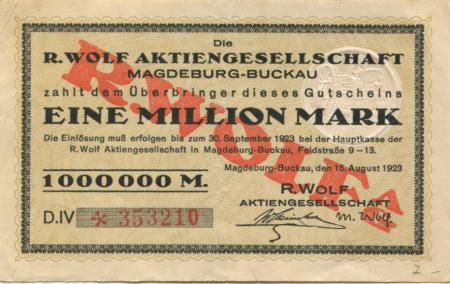 Die
R. WOLF AKTIENGESELLSCHAFT
MAGDEBURG-BUCKAU
zahlt dem Überbringer dieses Gutscheins
EINE MILLION MARK
Die Einlösung muß erfolgen bis zum 30. September 1923 bei der Hauptkasse der
R. Wolf Aktiengesellschaft in Magdeburg-Buckau, Feldstraße 9-13.
Magdeburg-Buckau, den 15. August 1923
1000000 M.
R. WOLF
AKTIENGESELLSCHAFT
D.IV * 353210
M. Wolf.
R. WOLF